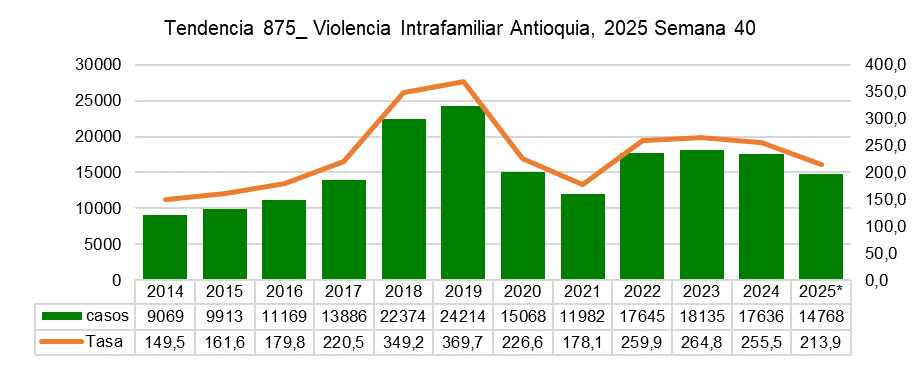 Tendencia 875_ Violencia Intrafamiliar Antioquia, 2025 Semana 40
30000 400,0
25000 350,0
20000 300,0
15000 250,0
10000 200,0
5000 150,0
0 100,0
50,0
0,0
2014 2015 2016 2017 2018 2019 2020 2021 2022 2023 2024 2025*
casos 9069 9913 11169 13886 22374 24214 15068 11982 17645 18135 17636 14768
Tasa 149,5 161,6 179,8 220,5 349,2 369,7 226,6 178,1 259,9 264,8 255,5 213,9